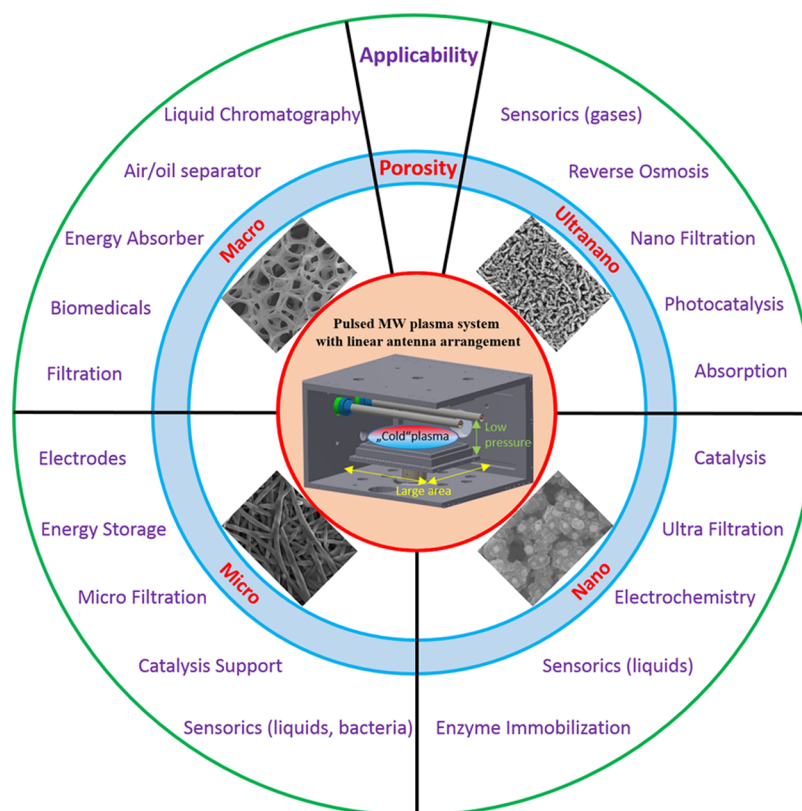 Applicability
Porosity
Liquid Chromatography
Air/oil separator
Energy Absorber
Biomedicals
Filtration
Macro
Sensorics (gases)
Reverse Osmosis
Nano Filtration
Photocatalysis
Absorption
Ultranano
Pulsed MW plasma system
with linear antenna arrangement
„Cold“plasma
Low
pressure
Large area
Electrodes
Energy Storage
Micro Filtration
Catalysis Support
Sensorics (liquids, bacteria)
Micro
Catalysis
Ultra Filtration
Electrochemistry
Sensorics (liquids)
Enzyme Immobilization
Nano